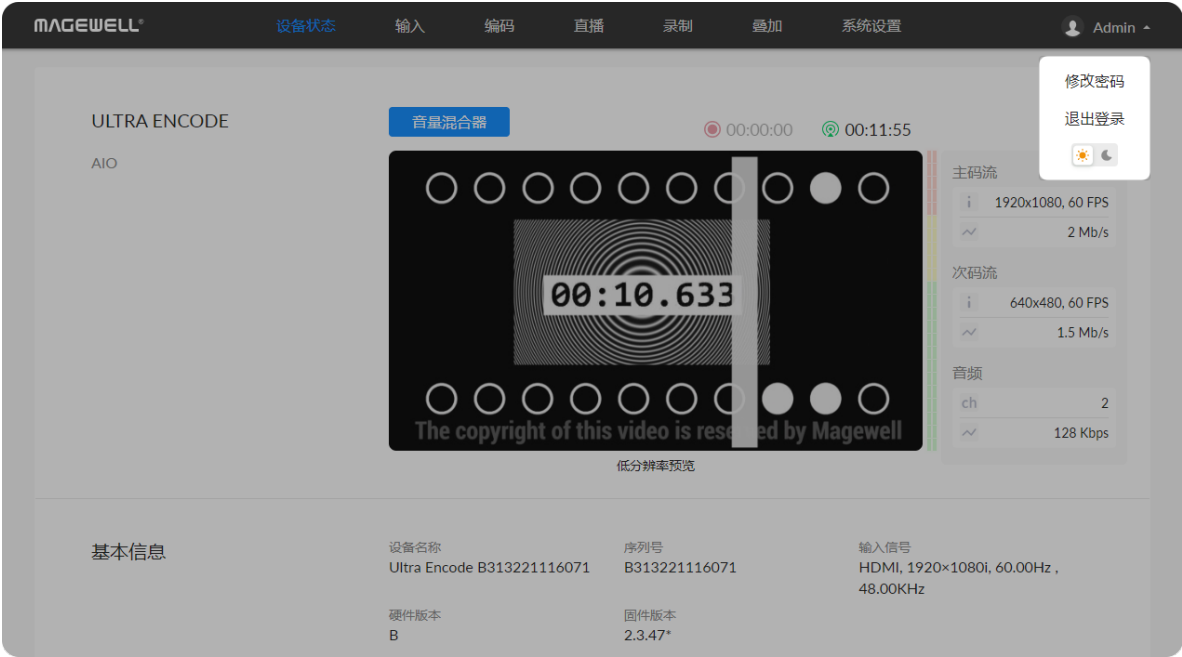 MAGEWELL®
设备状态 输入 编码 直播 录制 叠加 系统设置 Admin
修改密码
退出登录
ULTRA ENCODE
AIO
音量混合器
00:00:00 00:11:55
00:10.633
The copyright of this video is reserved by Magewell
低分辨率预览
主码流
i 1920x1080, 60 FPS
2 Mb/s
次码流
i 640x480, 60 FPS
1.5 Mb/s
音频
ch 2
128 Kbps
基本信息
设备名称
Ultra Encode B313221116071
序列号
B313221116071
输入信号
HDMI, 1920×1080i, 60.00Hz ,
48.00KHz
硬件版本
B
固件版本
2.3.47*